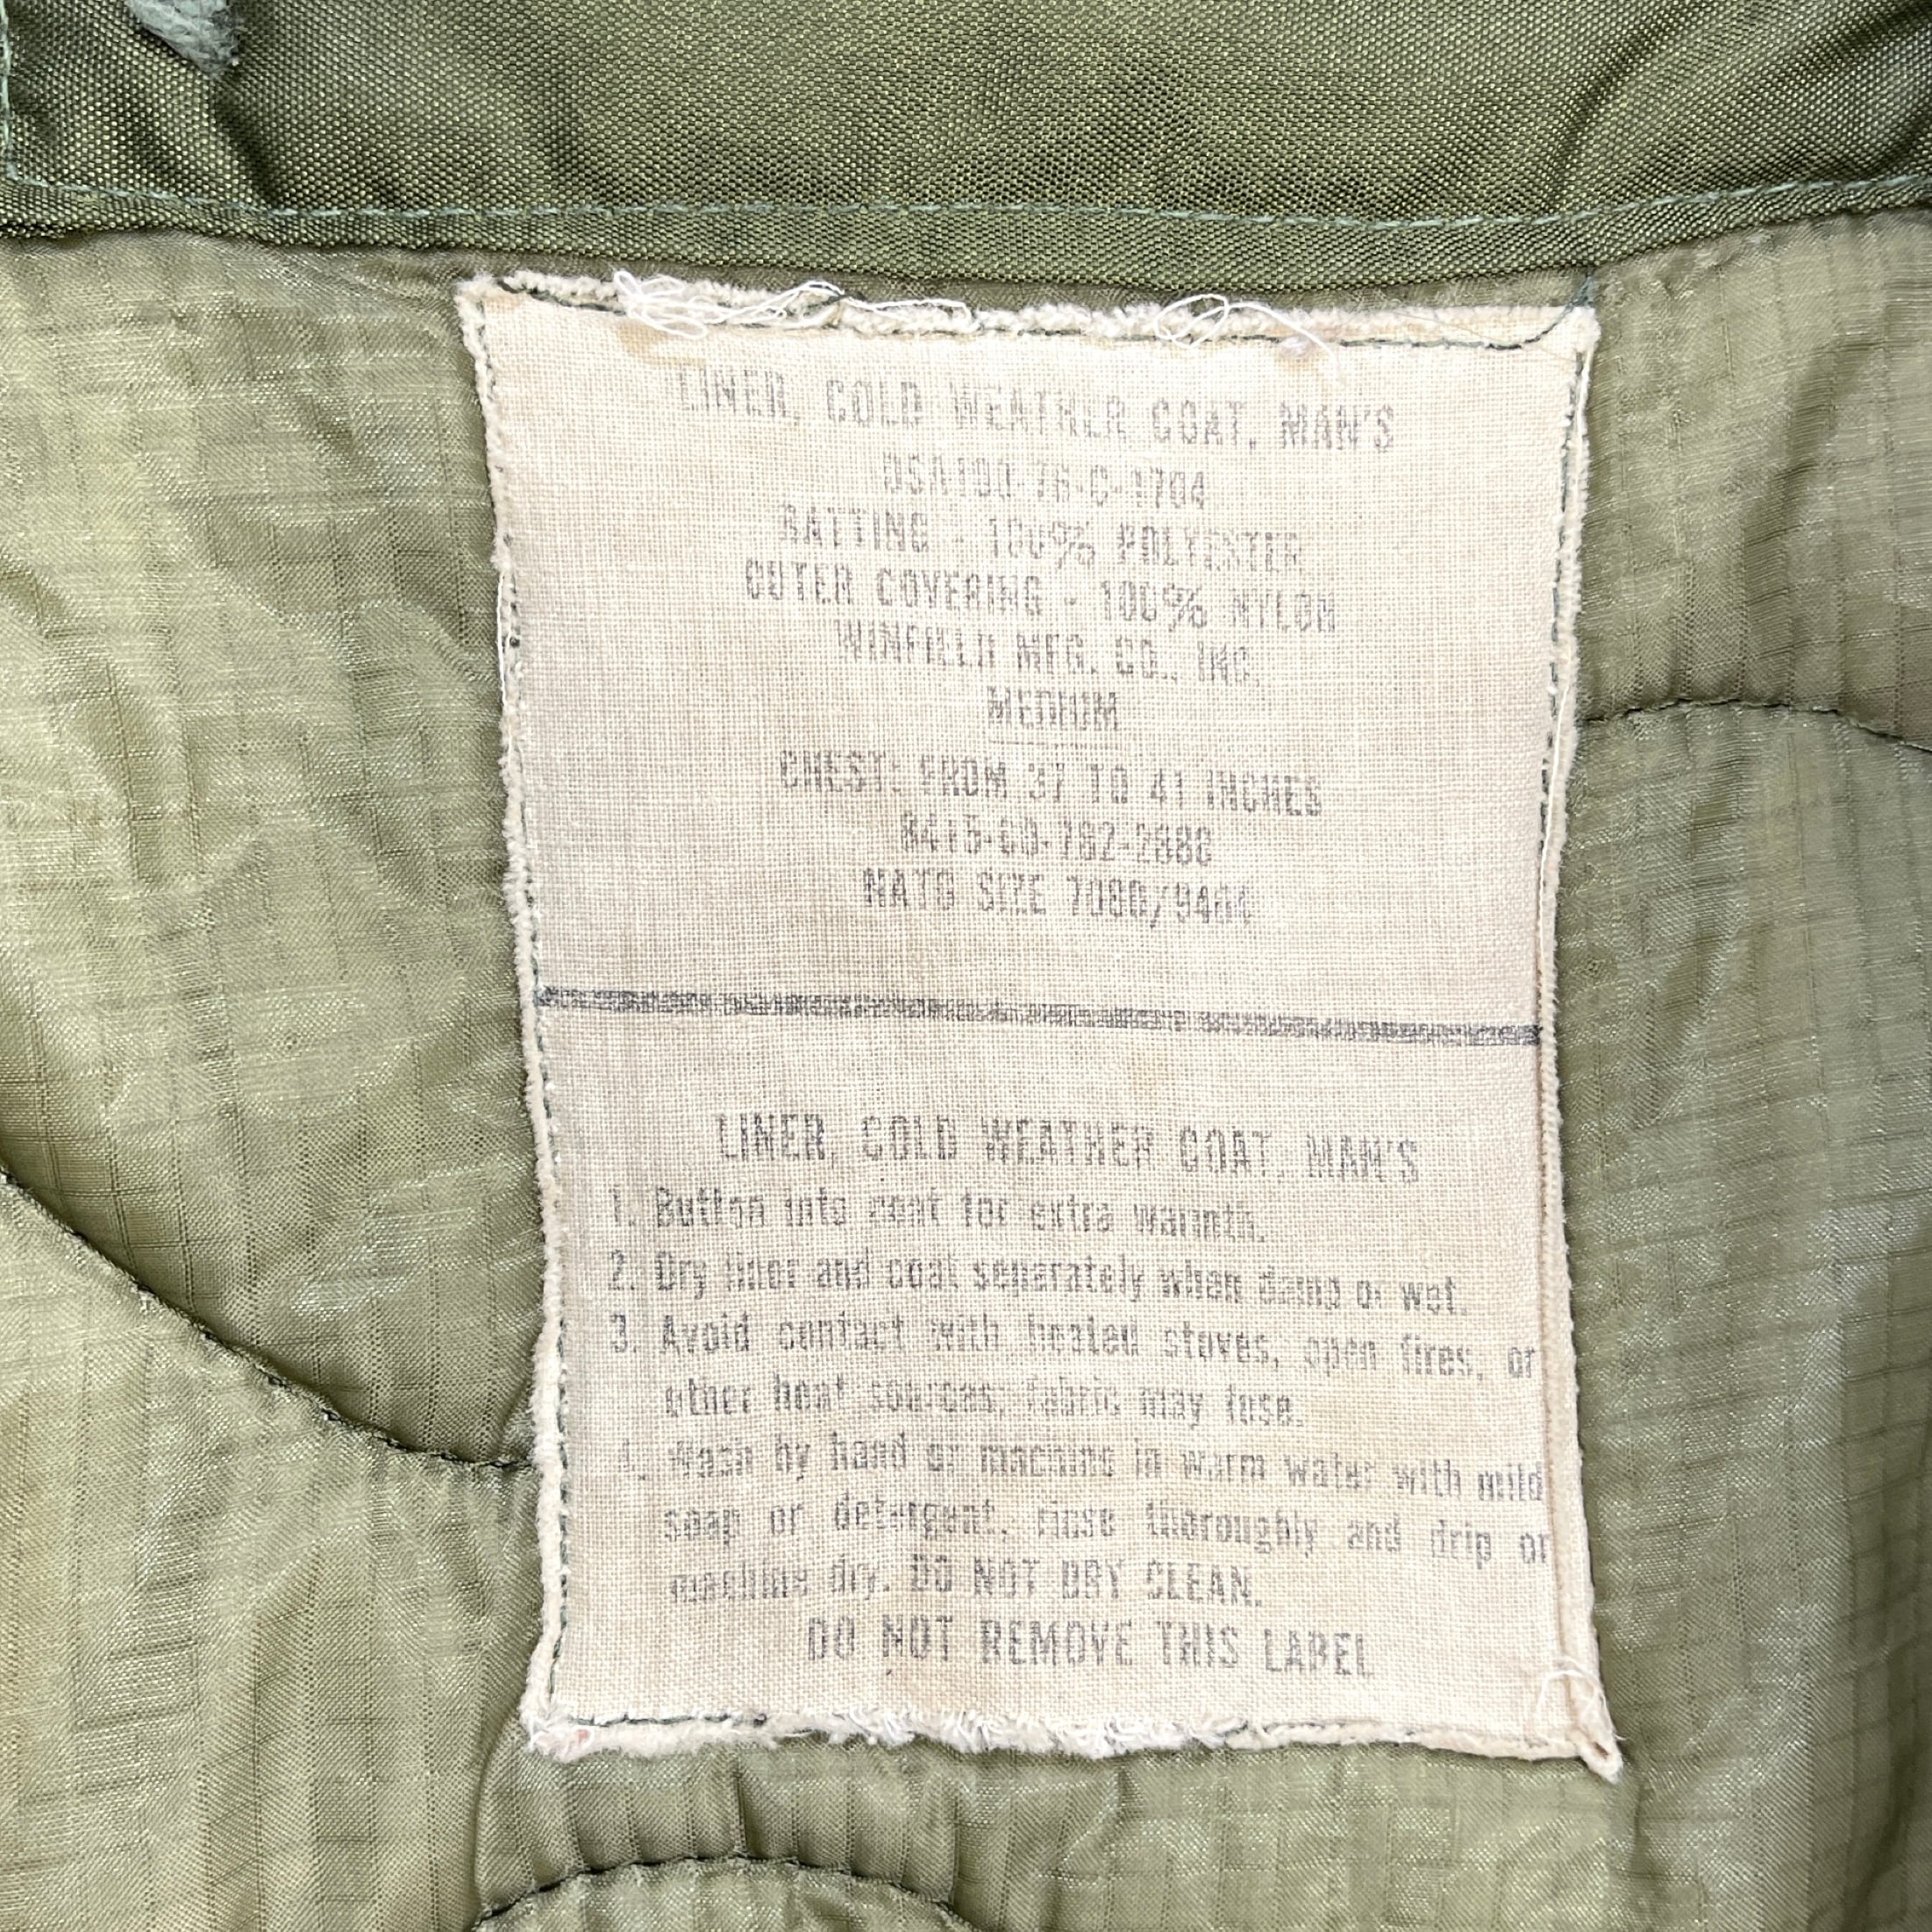 LINER, COLD WEATHER COAT, MAN'S
DSA100-76-C-1704
BATTING - 100% POLYESTER
OUTER COVERING - 100% NYLON
WINFIELD MFG. CO., INC.
MEDIUM
CHEST: FROM 37 TO 41 INCHES
8415-00-782-2888
NATO SIZE 7080/9404
LINER, COLD WEATHER COAT, MAN'S
1. Button into coat for extra warmth.
2. Dry liner and coat separately when damp or wet.
3. Avoid contact with heated stoves, open fires, or
other heat sources; fabric may fuse.
4. Wash by hand or machine in warm water with mild
soap or detergent, rinse thoroughly and drip or
machine dry. DO NOT DRY CLEAN.
DO NOT REMOVE THIS LABEL